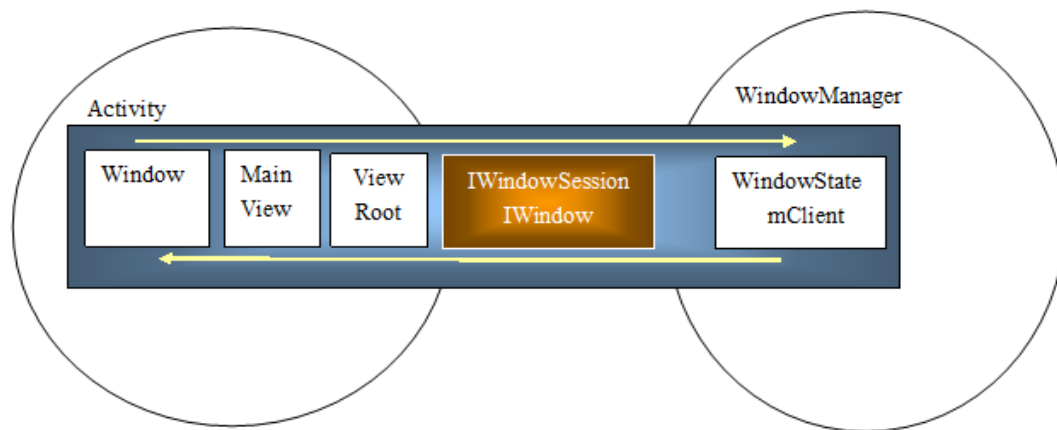 Activity
WindowManager
Window
Main
View
View
Root
IWindowSession
IWindow
WindowState
mClient